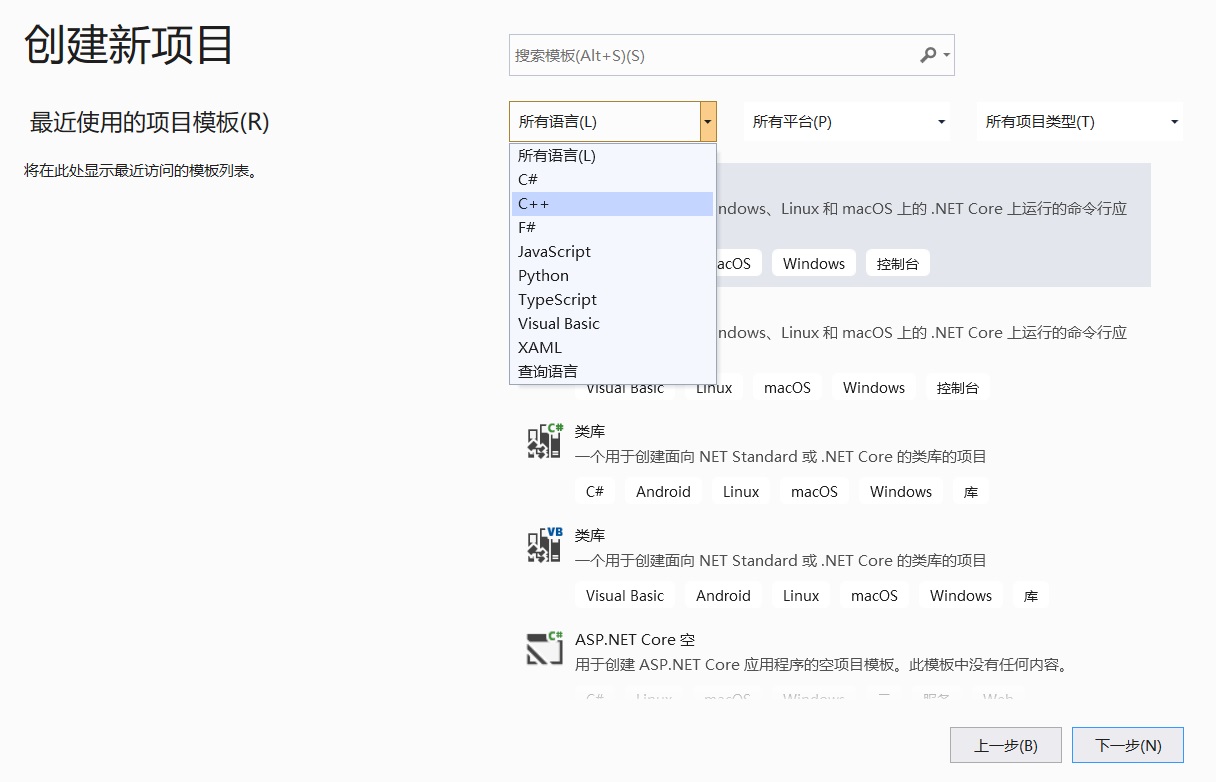 创建新项目
搜索模板(Alt+S)(S)
最近使用的项目模板(R)
将在此处显示最近访问的模板列表。
所有语言(L)
所有平台(P)
所有项目类型(T)
所有语言(L)
C#
C++
F#
JavaScript
Python
TypeScript
Visual Basic
XAML
查询语言
ndows、Linux 和 macOS 上的 .NET Core 上运行的命令行应
acOS Windows 控制台
ndows、Linux 和 macOS 上的 .NET Core 上运行的命令行应
Visual Basic Linux macOS Windows 控制台
C# 类库
一个用于创建面向 NET Standard 或 .NET Core 的类库的项目
C# Android Linux macOS Windows 库
VB 类库
一个用于创建面向 NET Standard 或 .NET Core 的类库的项目
Visual Basic Android Linux macOS Windows 库
C# ASP.NET Core 空
用于创建 ASP.NET Core 应用程序的空项目模板。此模板中没有任何内容。
C# Linux macOS Windows 云 服务 Web
上一步(B)
下一步(N)